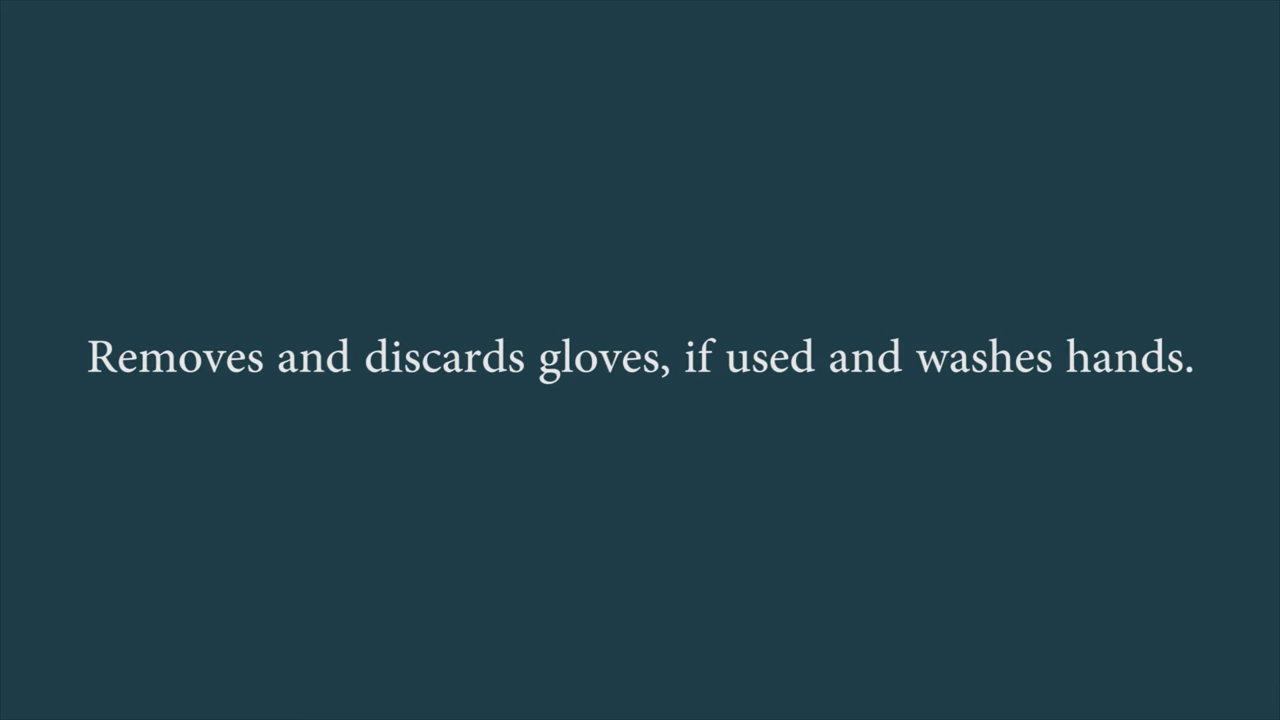 Removes and discards gloves, if used and washes hands.